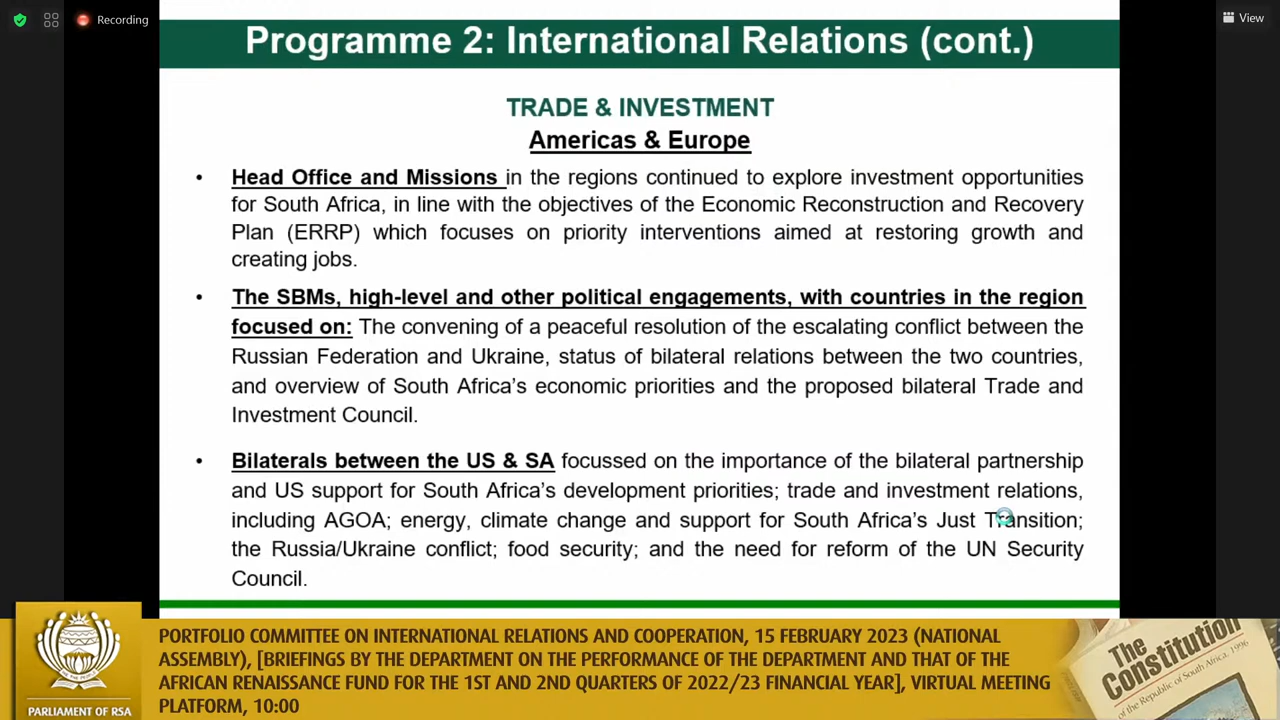 Recording
View
Programme 2: International Relations (cont.)
TRADE & INVESTMENT
Americas & Europe
• Head Office and Missions in the regions continued to explore investment opportunities
for South Africa, in line with the objectives of the Economic Reconstruction and Recovery
Plan (ERRP) which focuses on priority interventions aimed at restoring growth and
creating jobs.
• The SBMs, high-level and other political engagements, with countries in the region
focused on: The convening of a peaceful resolution of the escalating conflict between the
Russian Federation and Ukraine, status of bilateral relations between the two countries,
and overview of South Africa's economic priorities and the proposed bilateral Trade and
Investment Council.
• Bilaterals between the US & SA focussed on the importance of the bilateral partnership
and US support for South Africa's development priorities; trade and investment relations,
including AGOA; energy, climate change and support for South Africa's Just Transition;
the Russia/Ukraine conflict; food security; and the need for reform of the UN Security
Council.
PORTFOLIO COMMITTEE ON INTERNATIONAL RELATIONS AND COOPERATION, 15 FEBRUARY 2023 (NATIONAL
ASSEMBLY), [BRIEFINGS BY THE DEPARTMENT ON THE PERFORMANCE OF THE DEPARTMENT AND THAT OF THE
AFRICAN RENAISSANCE FUND FOR THE 1ST AND 2ND QUARTERS OF 2022/23 FINANCIAL YEAR], VIRTUAL MEETING
PLATFORM, 10:00
PARLIAMENT OF RSA
The
Constitution
of the Republic of South Africa, 1996